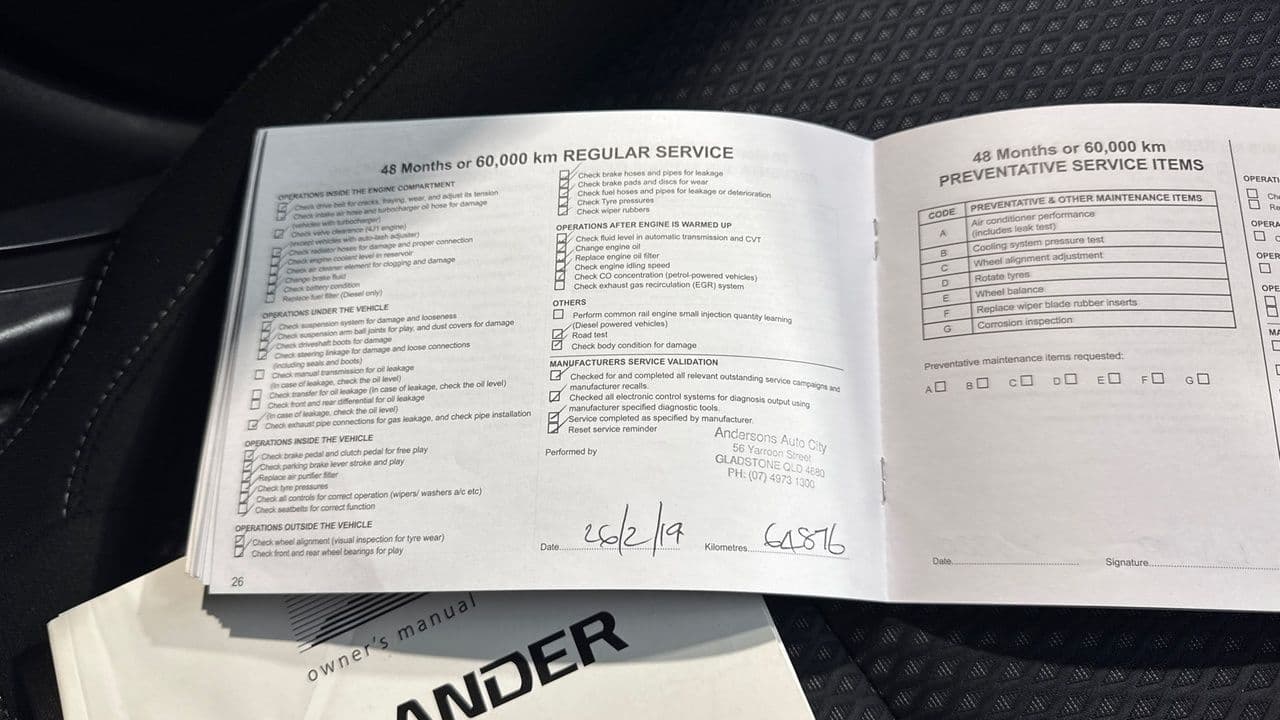 48 Months or 60,000 km REGULAR SERVICE
OPERATIONS INSIDE THE ENGINE COMPARTMENT
Check drive belt for cracks, fraying, wear, and adjust its tension
Check intake air hose and turbocharger oil hose for damage
(vehicles with turbocharger)
Check valve clearance (4J1 engine)
(except vehicles with auto-lash adjuster)
Check radiator hoses for damage and proper connection
Check engine coolant level in reservoir
Check air cleaner element for clogging and damage
Change brake fluid
Check battery condition
Replace fuel filter (Diesel only)
OPERATIONS UNDER THE VEHICLE
Check suspension system for damage and looseness
Check suspension arm ball joints for play, and dust covers for damage
Check driveshaft boots for damage
Check steering linkage for damage and loose connections
(including seals and boots)
Check manual transmission for oil leakage
(In case of leakage, check the oil level)
Check transfer for oil leakage (In case of leakage, check the oil level)
Check front and rear differential for oil leakage
(In case of leakage, check the oil level)
Check exhaust pipe connections for gas leakage, and check pipe installation
OPERATIONS INSIDE THE VEHICLE
Check brake pedal and clutch pedal for free play
Check parking brake lever stroke and play
Replace air purifier filter
Check tyre pressures
Check all controls for correct operation (wipers/ washers a/c etc)
Check seatbelts for correct function
OPERATIONS OUTSIDE THE VEHICLE
Check wheel alignment (visual inspection for tyre wear)
Check front and rear wheel bearings for play
26
Check brake hoses and pipes for leakage
Check brake pads and discs for wear
Check fuel hoses and pipes for leakage or deterioration
Check Tyre pressures
Check wiper rubbers
OPERATIONS AFTER ENGINE IS WARMED UP
Check fluid level in automatic transmission and CVT
Change engine oil
Replace engine oil filter
Check engine idling speed
Check CO concentration (petrol-powered vehicles)
Check exhaust gas recirculation (EGR) system
OTHERS
Perform common rail engine small injection quantity learning
(Diesel powered vehicles)
Road test
Check body condition for damage
MANUFACTURERS SERVICE VALIDATION
Checked for and completed all relevant outstanding service campaigns and
manufacturer recalls.
Checked all electronic control systems for diagnosis output using
manufacturer specified diagnostic tools.
Service completed as specified by manufacturer.
Reset service reminder
Performed by
Andersons Auto City
56 Yarroon Street
GLADSTONE QLD 4680
PH: (07) 4973 1300
Date 26/2/19 Kilometres 64876
48 Months or 60,000 km
PREVENTATIVE SERVICE ITEMS
CODE PREVENTATIVE & OTHER MAINTENANCE ITEMS
A Air conditioner performance
(includes leak test)
B Cooling system pressure test
C Wheel alignment adjustment
D Rotate tyres
E Wheel balance
F Replace wiper blade rubber inserts
G Corrosion inspection
Preventative maintenance items requested:
A B C D E F G
Date Signature
owner's manual
ANDER